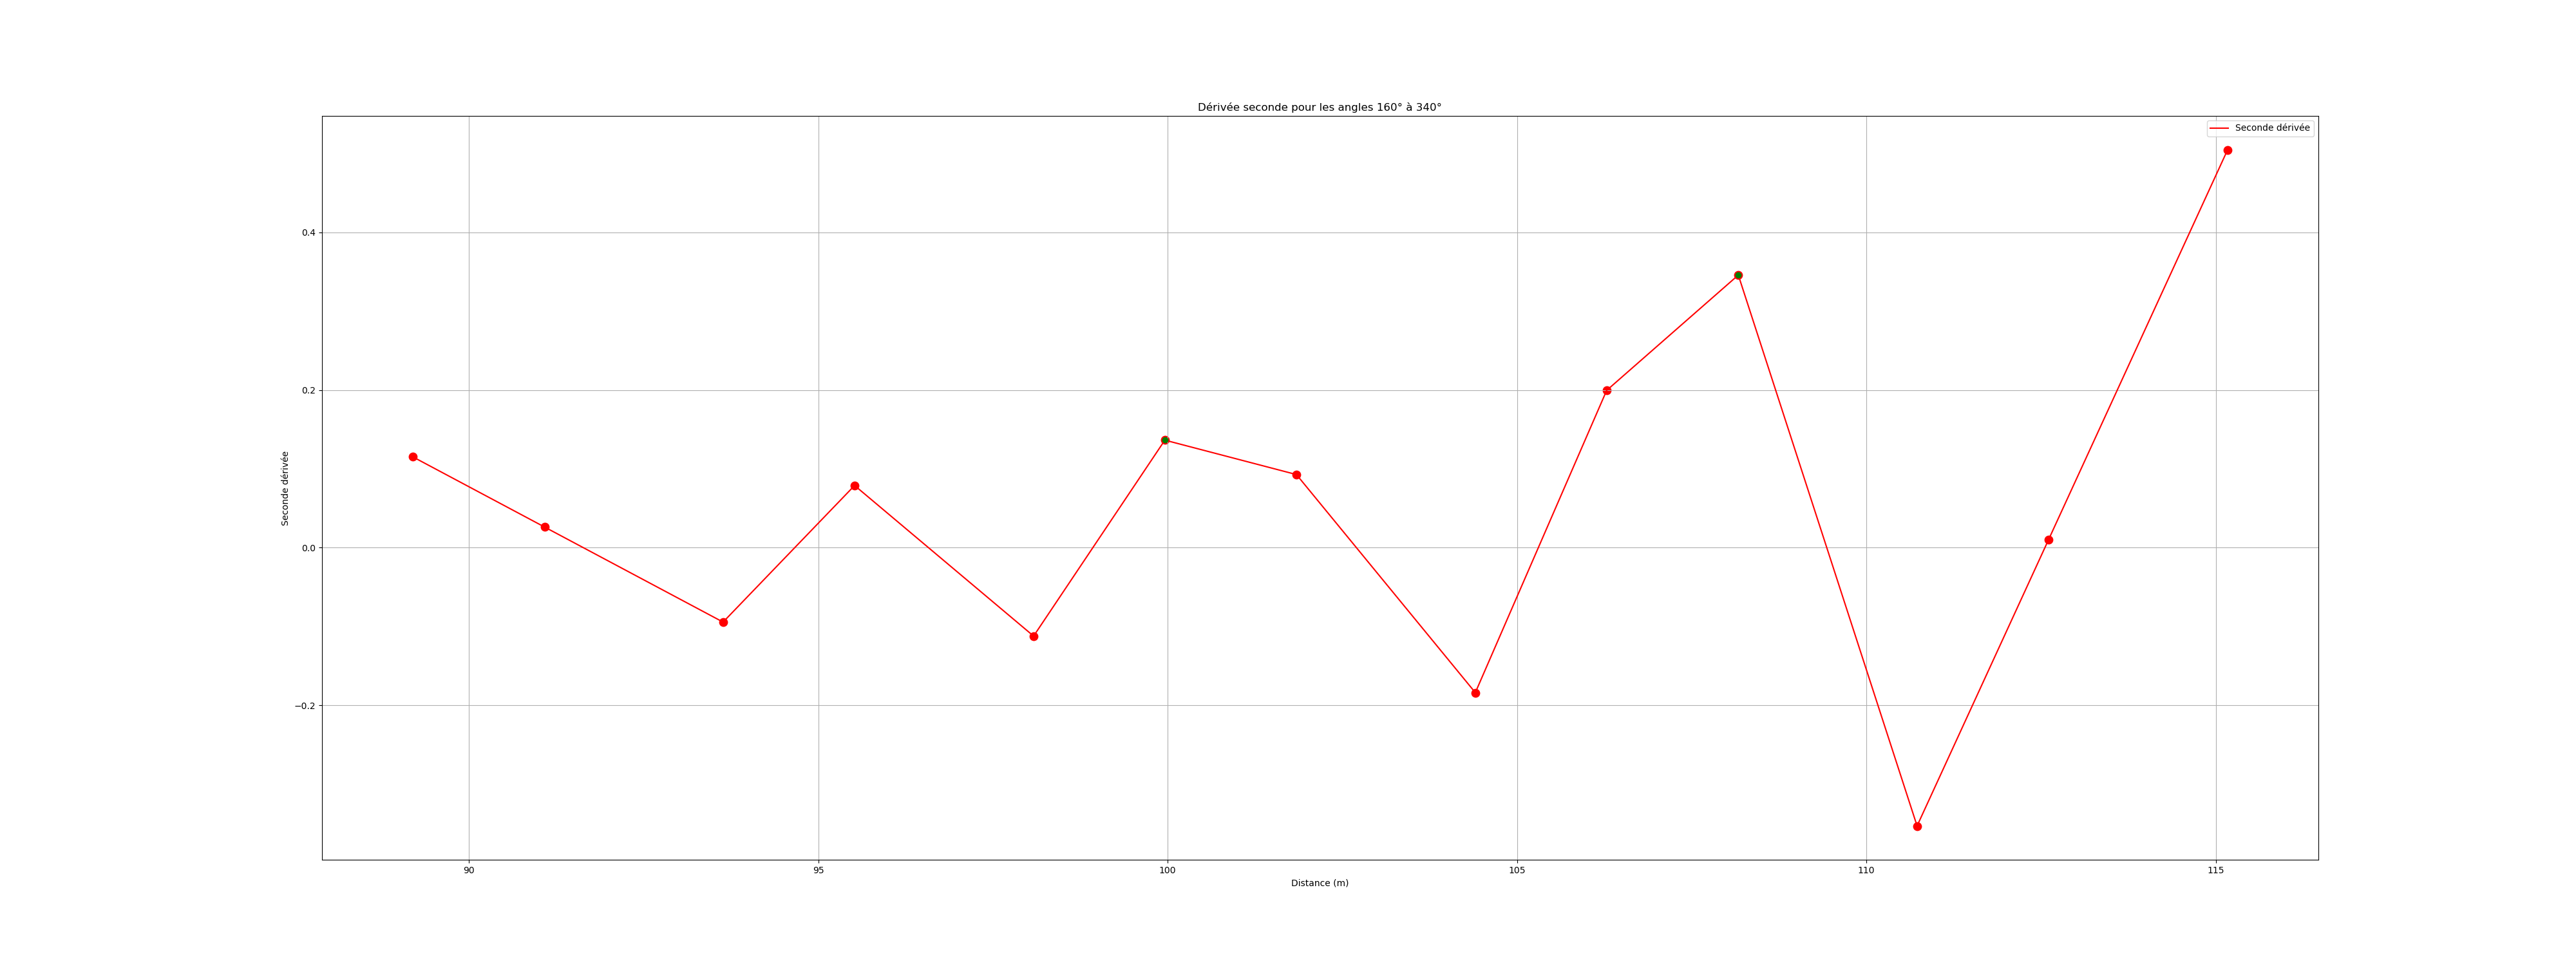 Dérivée seconde pour les angles 160° à 340°
Seconde dérivée
0.4
0.2
0.0
−0.2
Seconde dérivée
90 95 100 105 110 115
Distance (m)